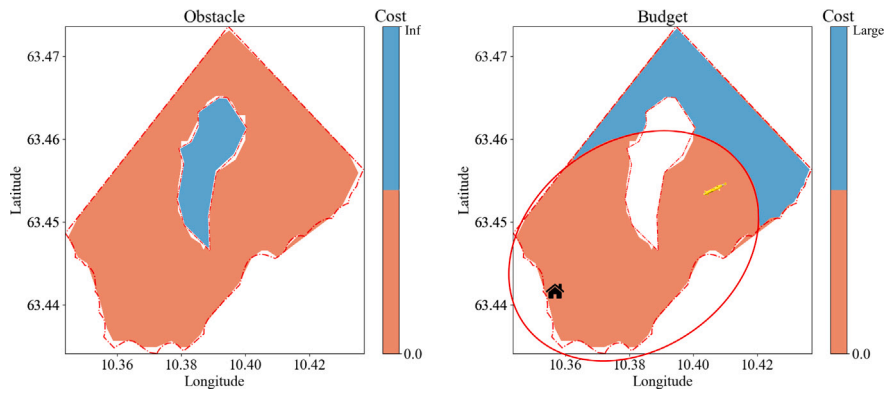 Obstacle
Cost
Inf
0.0
63.47
63.46
63.45
63.44
Latitude
10.36 10.38 10.40 10.42
Longitude
Budget
Cost
Large
0.0
63.47
63.46
63.45
63.44
Latitude
10.36 10.38 10.40 10.42
Longitude